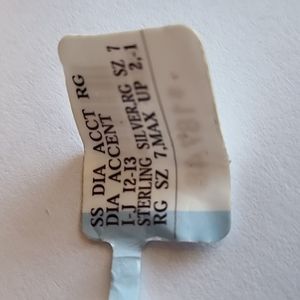 SS DIA ACCT RG
DIA ACCENT
I-J I2-I3
STERLING SILVER,RG SZ 7
RG SZ 7,MAX UP 2,-1